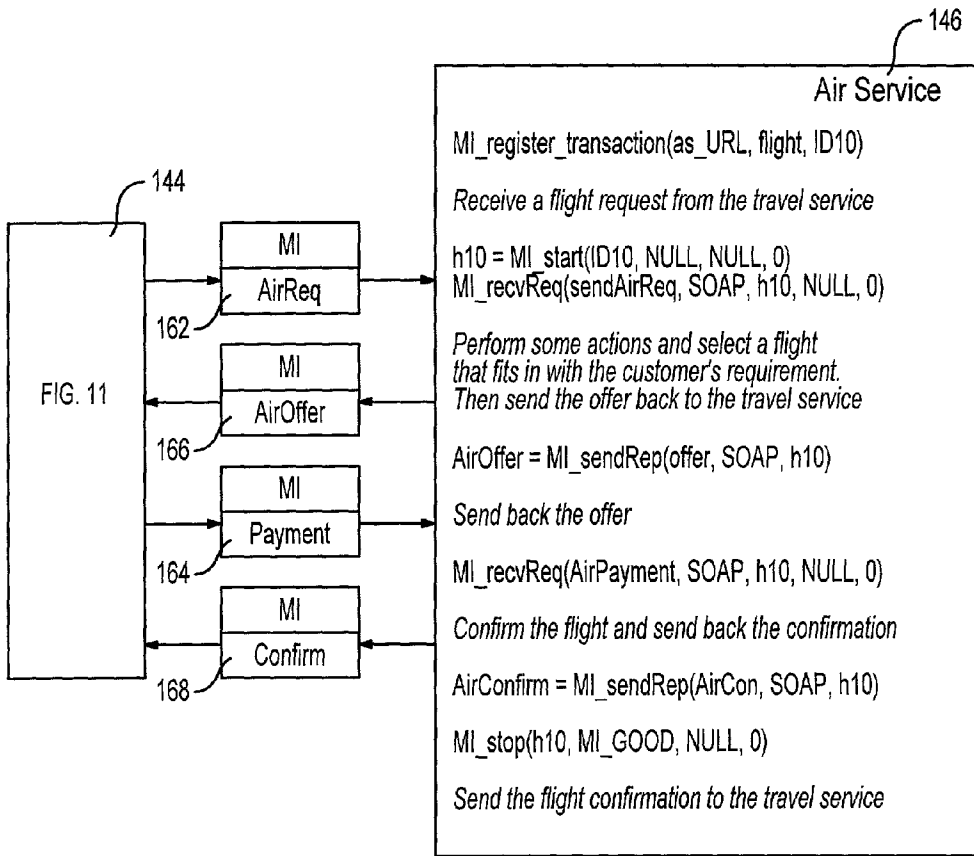 146
Air Service
MI_register_transaction(as_URL, flight, ID10)
Receive a flight request from the travel service
h10 = MI_start(ID10, NULL, NULL, 0)
MI_recvReq(sendAirReq, SOAP, h10, NULL, 0)
Perform some actions and select a flight
that fits in with the customer's requirement.
Then send the offer back to the travel service
AirOffer = MI_sendRep(offer, SOAP, h10)
Send back the offer
MI_recvReq(AirPayment, SOAP, h10, NULL, 0)
Confirm the flight and send back the confirmation
AirConfirm = MI_sendRep(AirCon, SOAP, h10)
MI_stop(h10, MI_GOOD, NULL, 0)
Send the flight confirmation to the travel service
144
FIG. 11
MI
AirReq
162
MI
AirOffer
166
MI
Payment
164
MI
Confirm
168